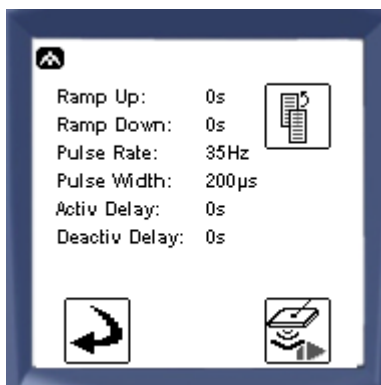 Ramp Up: 0s
Ramp Down: 0s
Pulse Rate: 35Hz
Pulse Width: 200µs
Activ Delay: 0s
Deactiv Delay: 0s